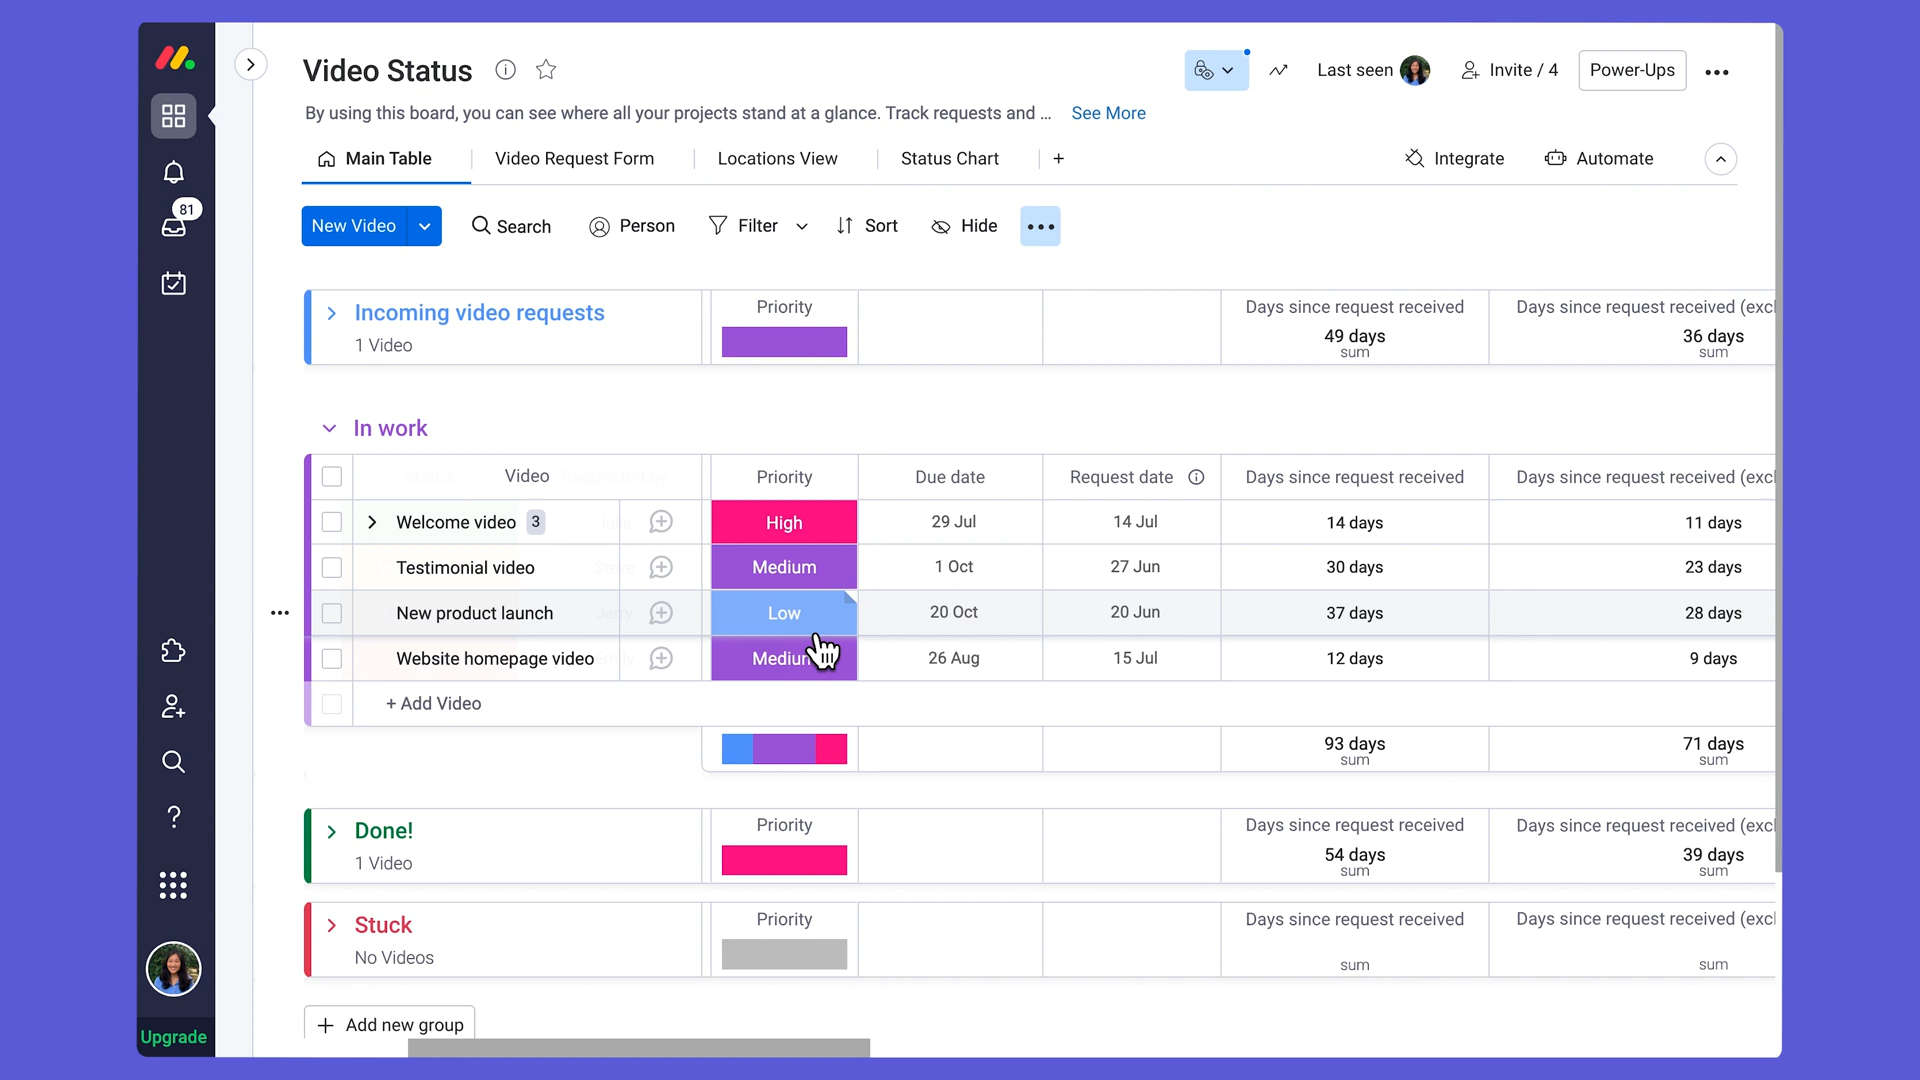 Video Status
Last seen
Invite / 4
Power-Ups
By using this board, you can see where all your projects stand at a glance. Track requests and ... See More
Main Table
Video Request Form
Locations View
Status Chart
+
Integrate
Automate
81
New Video
Search
Person
Filter
Sort
Hide
Incoming video requests
1 Video
Priority
Days since request received
49 days
sum
Days since request received (excl
36 days
sum
In work
Video
Priority
Due date
Request date
Days since request received
Days since request received (excl
Welcome video 3 High 29 Jul 14 Jul 14 days 11 days
Testimonial video Medium 1 Oct 27 Jun 30 days 23 days
New product launch Low 20 Oct 20 Jun 37 days 28 days
Website homepage video Medium 26 Aug 15 Jul 12 days 9 days
+ Add Video
93 days
sum
71 days
sum
Done!
1 Video
Priority
Days since request received
54 days
sum
Days since request received (excl
39 days
sum
Stuck
No Videos
Priority
Days since request received
sum
Days since request received (excl
sum
+ Add new group
Upgrade